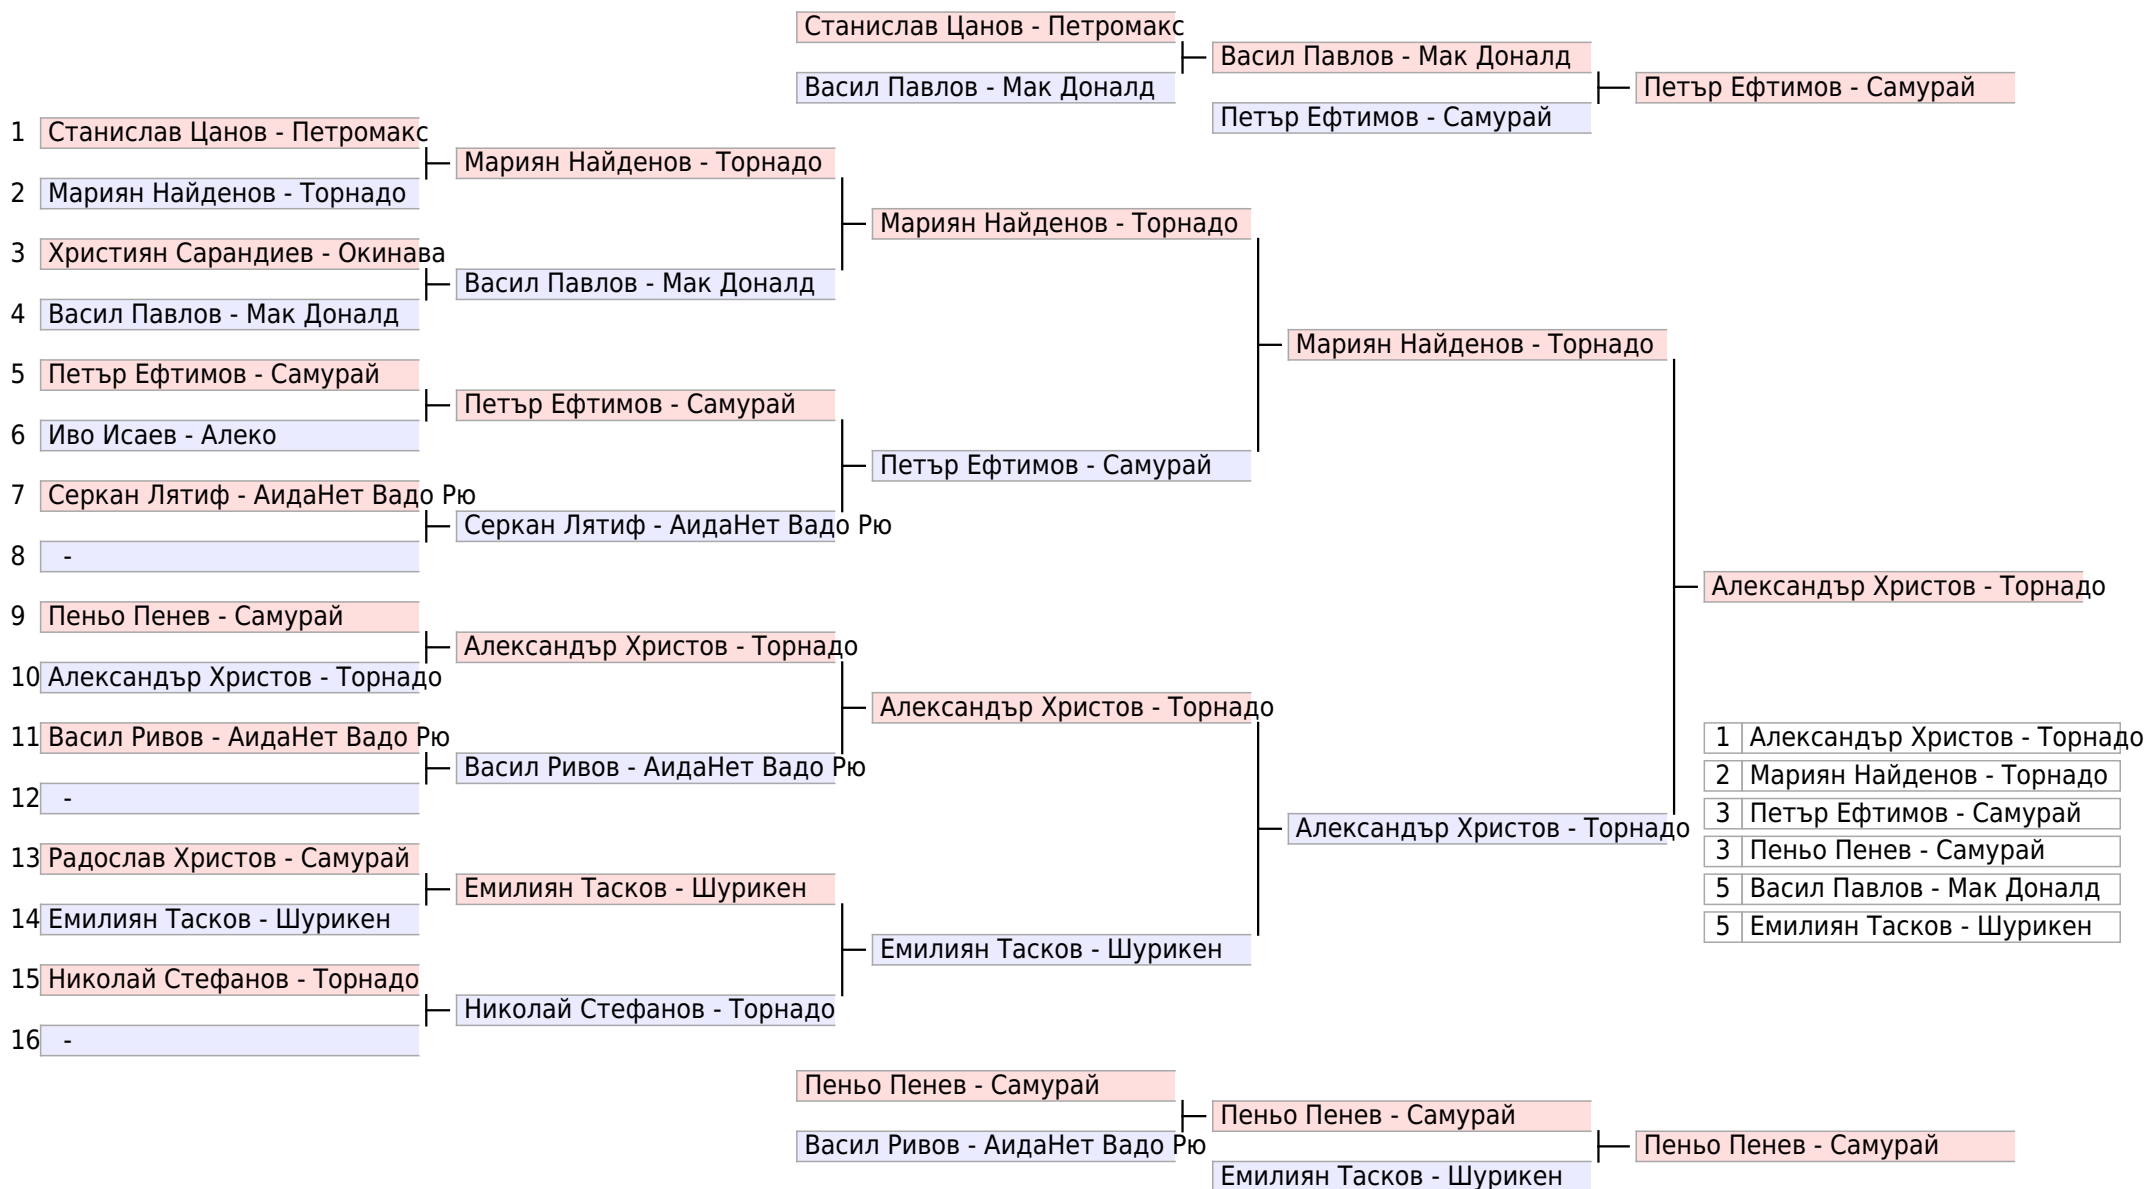 Станислав Цанов - Петромакс
Васил Павлов - Мак Доналд
Васил Павлов - Мак Доналд
Петър Ефтимов - Самурай
Петър Ефтимов - Самурай
1 Станислав Цанов - Петромакс
2 Мариян Найденов - Торнадо
3 Християн Сарандиев - Окинава
4 Васил Павлов - Мак Доналд
5 Петър Ефтимов - Самурай
6 Иво Исаев - Алеко
7 Серкан Лятиф - АидаНет Вадо Рю
8 -
9 Пеньо Пенев - Самурай
10 Александър Христов - Торнадо
11 Васил Ривов - АидаНет Вадо Рю
12 -
13 Радослав Христов - Самурай
14 Емилиян Тасков - Шурикен
15 Николай Стефанов - Торнадо
16 -
Мариян Найденов - Торнадо
Васил Павлов - Мак Доналд
Петър Ефтимов - Самурай
Серкан Лятиф - АидаНет Вадо Рю
Александър Христов - Торнадо
Васил Ривов - АидаНет Вадо Рю
Емилиян Тасков - Шурикен
Николай Стефанов - Торнадо
Мариян Найденов - Торнадо
Петър Ефтимов - Самурай
Александър Христов - Торнадо
Емилиян Тасков - Шурикен
Мариян Найденов - Торнадо
Александър Христов - Торнадо
Александър Христов - Торнадо
1 Александър Христов - Торнадо
2 Мариян Найденов - Торнадо
3 Петър Ефтимов - Самурай
3 Пеньо Пенев - Самурай
5 Васил Павлов - Мак Доналд
5 Емилиян Тасков - Шурикен
Пеньо Пенев - Самурай
Васил Ривов - АидаНет Вадо Рю
Пеньо Пенев - Самурай
Емилиян Тасков - Шурикен
Пеньо Пенев - Самурай